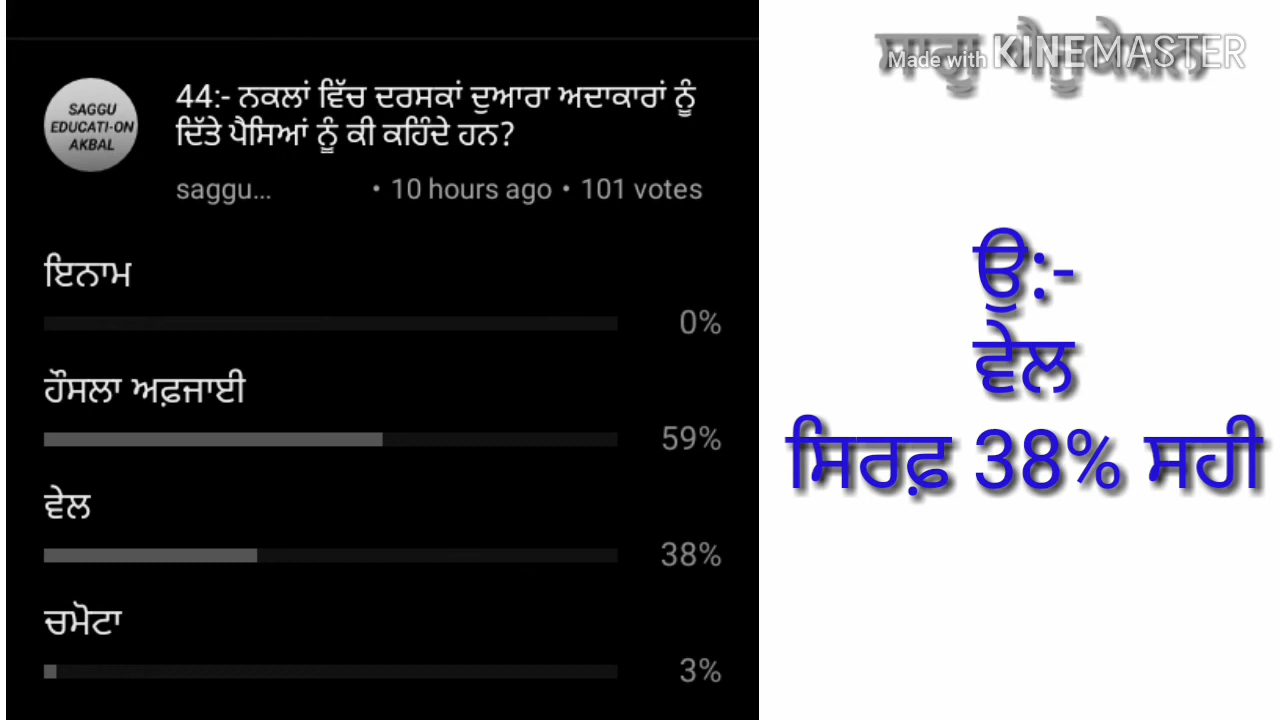 SAGGU
EDUCATI-ON
AKBAL
44:- ਨਕਲਾਂ ਵਿੱਚ ਦਰਸਕਾਂ ਦੁਆਰਾ ਅਦਾਕਾਰਾਂ ਨੂੰ
ਦਿੱਤੇ ਪੈਸਿਆਂ ਨੂੰ ਕੀ ਕਹਿੰਦੇ ਹਨ?
saggu... • 10 hours ago • 101 votes
ਇਨਾਮ
0%
ਹੌਸਲਾ ਅਫ਼ਜਾਈ
59%
ਵੇਲ
38%
ਚਮੋਟਾ
3%
Made with KINEMASTER
ਉ:-
ਵੇਲ
ਸਿਰਫ਼ 38% ਸਹੀ